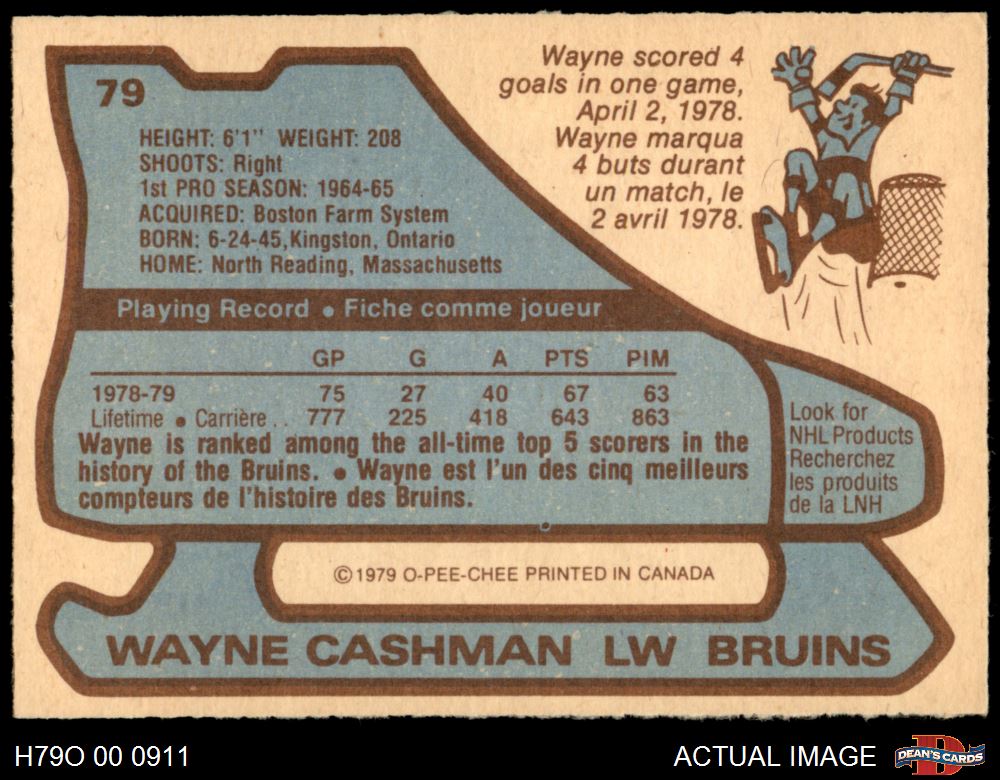 79
HEIGHT: 6'1" WEIGHT: 208
SHOOTS: Right
1st PRO SEASON: 1964-65
ACQUIRED: Boston Farm System
BORN: 6-24-45,Kingston, Ontario
HOME: North Reading, Massachusetts
Wayne scored 4
goals in one game,
April 2, 1978.
Wayne marqua
4 buts durant
un match, le
2 avril 1978.
Playing Record • Fiche comme joueur
GP G A PTS PIM
1978-79 75 27 40 67 63
Lifetime • Carrière . . 777 225 418 643 863
Wayne is ranked among the all-time top 5 scorers in the
history of the Bruins. • Wayne est l'un des cinq meilleurs
compteurs de l'histoire des Bruins.
Look for
NHL Products
Recherchez
les produits
de la LNH
©1979 O-PEE-CHEE PRINTED IN CANADA
WAYNE CASHMAN LW BRUINS
H79O 00 0911
ACTUAL IMAGE
DEAN'S CARDS